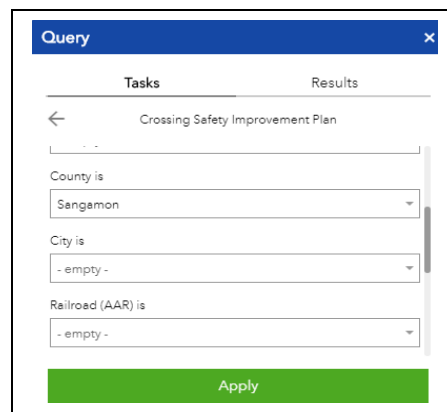 Query ×
Tasks Results
← Crossing Safety Improvement Plan
County is
Sangamon
City is
- empty -
Railroad (AAR) is
- empty -
Apply